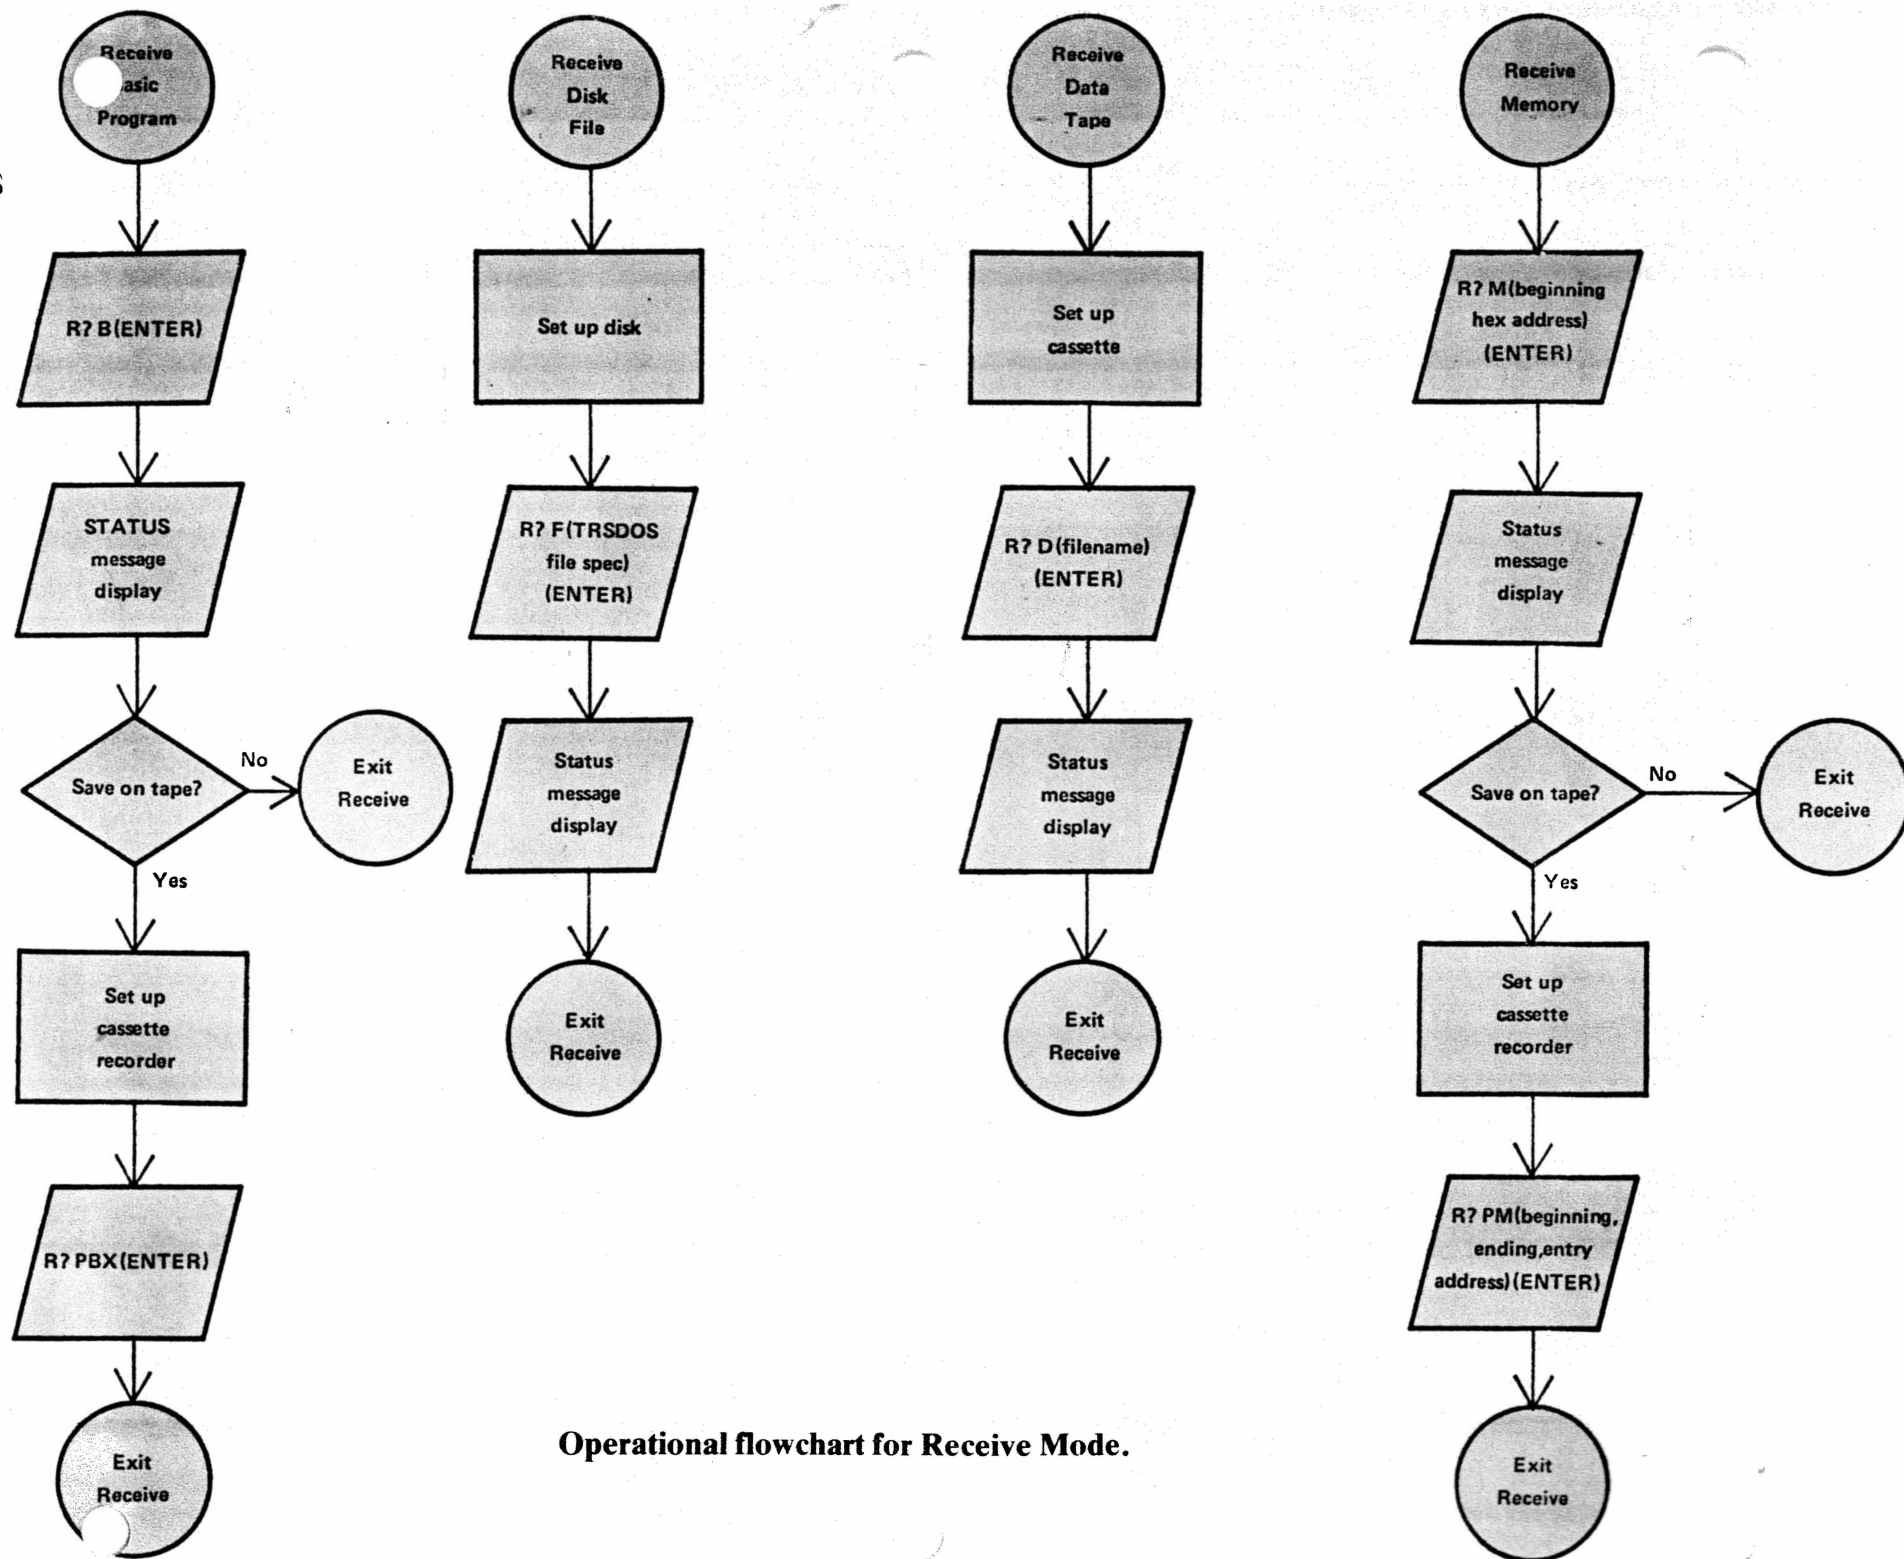 Receive
Program
R? B(ENTER)
STATUS
message
display
Save on tape?
No
Exit
Receive
Yes
Set up
cassette
recorder
R? PBX(ENTER)
Exit
Receive
Receive
Disk
File
Set up disk
R? F(TRSDOS
file spec)
(ENTER)
Status
message
display
Exit
Receive
Receive
Data
Tape
Set up
cassette
R? D(filename)
(ENTER)
Status
message
display
Exit
Receive
Receive
Memory
R? M(beginning
hex address)
(ENTER)
Status
message
display
Save on tape?
No
Exit
Receive
Yes
Set up
cassette
recorder
R? PM(beginning,
ending,entry
address)(ENTER)
Exit
Receive
Operational flowchart for Receive Mode.